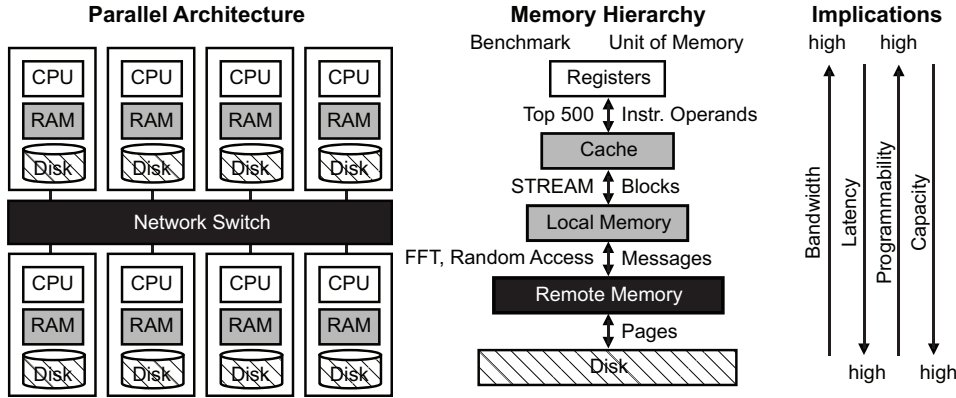 Parallel Architecture
CPU CPU CPU CPU
RAM RAM RAM RAM
Disk Disk Disk Disk
Network Switch
CPU CPU CPU CPU
RAM RAM RAM RAM
Disk Disk Disk Disk
Memory Hierarchy
Benchmark Unit of Memory
Registers
Top 500 Instr. Operands
Cache
STREAM Blocks
Local Memory
FFT, Random Access Messages
Remote Memory
Pages
Disk
Implications
high high
Bandwidth
Latency
Programmability
Capacity
high high